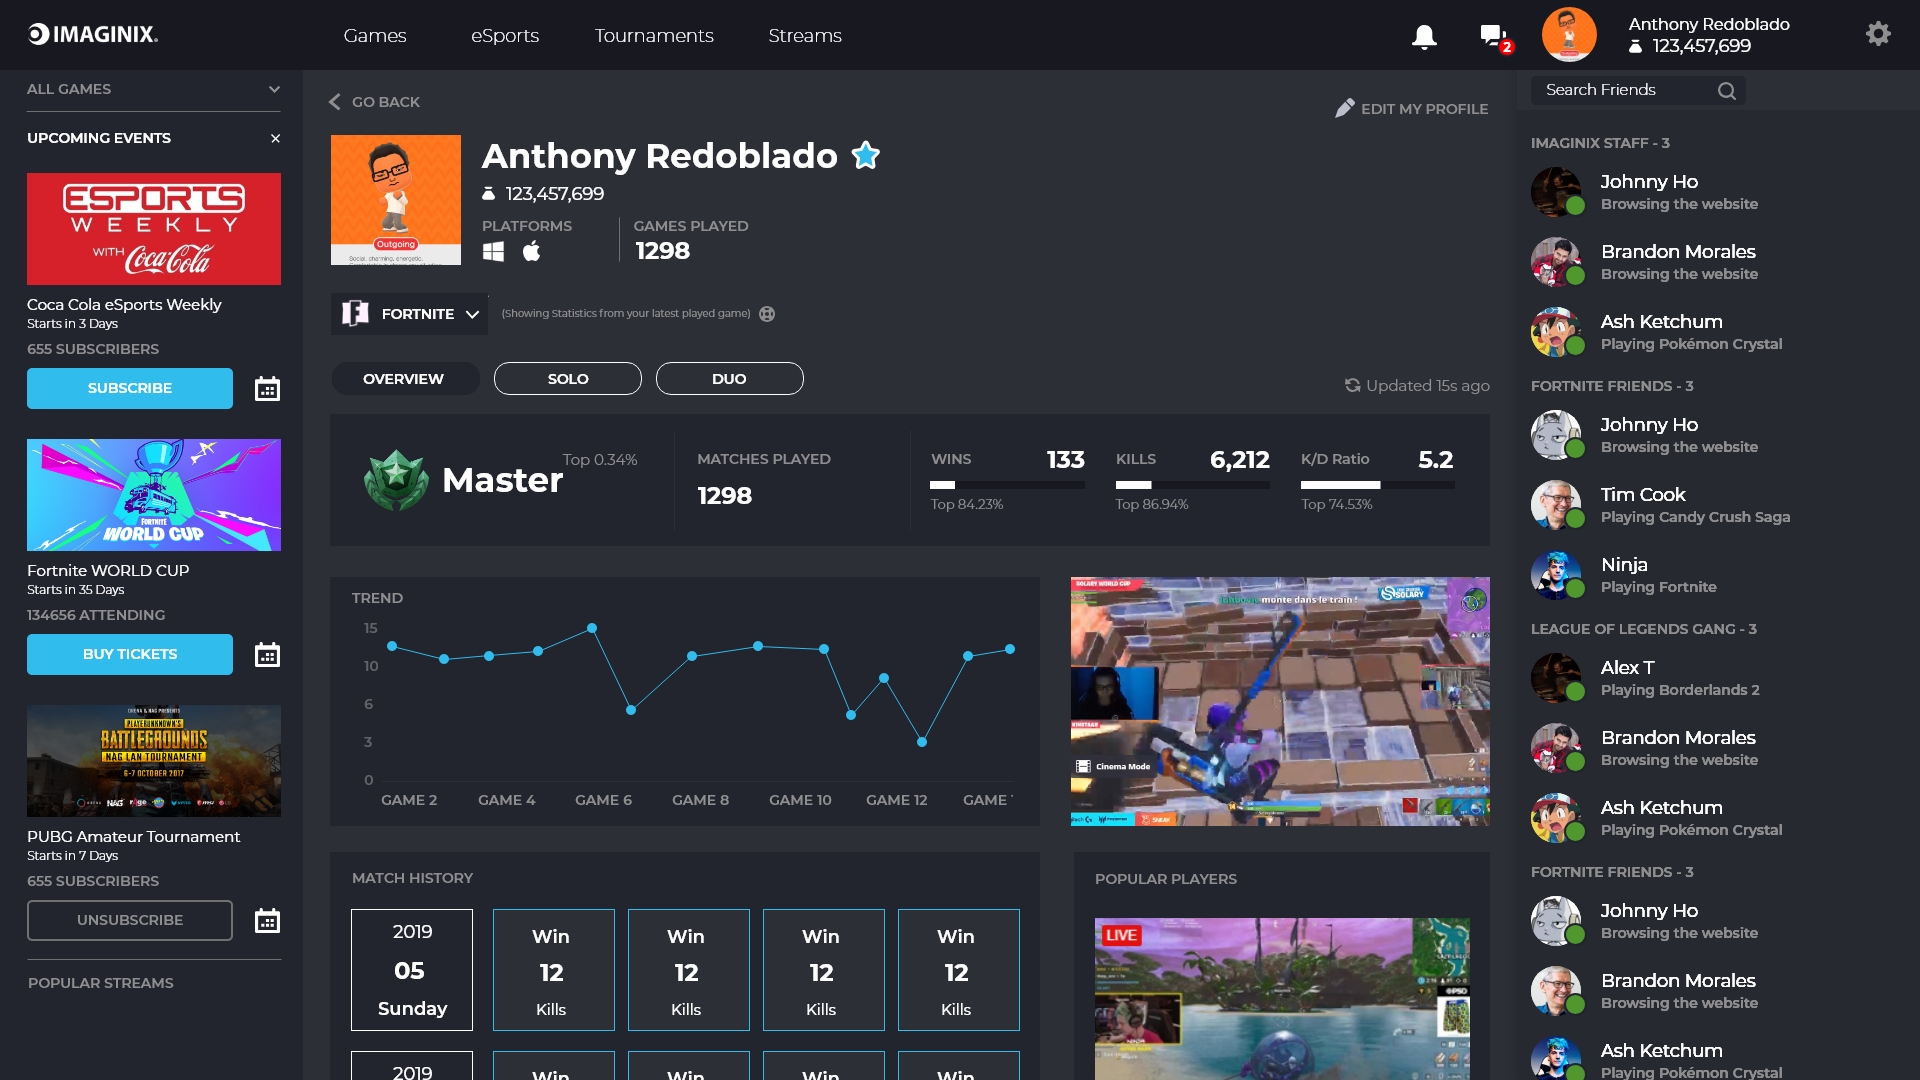 IMAGINIX.
Games
eSports
Tournaments
Streams
2
Anthony Redoblado
123,457,699
ALL GAMES
UPCOMING EVENTS
ESPORTS
WEEKLY
WITH Coca-Cola
Coca Cola eSports Weekly
Starts in 3 Days
655 SUBSCRIBERS
SUBSCRIBE
FORTNITE
WORLD CUP
Fortnite WORLD CUP
Starts in 35 Days
134656 ATTENDING
BUY TICKETS
PLAYERUNKNOWN'S
BATTLEGROUNDS
NAG LAN TOURNAMENT
6-7 OCTOBER 2017
NAG
PUBG Amateur Tournament
Starts in 7 Days
655 SUBSCRIBERS
UNSUBSCRIBE
POPULAR STREAMS
GO BACK
EDIT MY PROFILE
Outgoing
Social, charming, energetic.
Anthony Redoblado
123,457,699
PLATFORMS
GAMES PLAYED
1298
FORTNITE
(Showing Statistics from your latest played game)
OVERVIEW
SOLO
DUO
Updated 15s ago
Master
Top 0.34%
MATCHES PLAYED
1298
WINS 133
Top 84.23%
KILLS 6,212
Top 86.94%
K/D Ratio 5.2
Top 74.53%
TREND
15
10
6
3
0
GAME 2 GAME 4 GAME 6 GAME 8 GAME 10 GAME 12 GAME
SOLARY WORLD CUP
monte dans le train !
SOLARY
Cinema Mode
SNEAK
MATCH HISTORY
2019
05
Sunday
Win
12
Kills
Win
12
Kills
Win
12
Kills
Win
12
Kills
2019
Win
Win
Win
Win
POPULAR PLAYERS
LIVE
PSD
NINJA
Search Friends
IMAGINIX STAFF - 3
Johnny Ho
Browsing the website
Brandon Morales
Browsing the website
Ash Ketchum
Playing Pokémon Crystal
FORTNITE FRIENDS - 3
Johnny Ho
Browsing the website
Tim Cook
Playing Candy Crush Saga
Ninja
Playing Fortnite
LEAGUE OF LEGENDS GANG - 3
Alex T
Playing Borderlands 2
Brandon Morales
Browsing the website
Ash Ketchum
Playing Pokémon Crystal
FORTNITE FRIENDS - 3
Johnny Ho
Browsing the website
Brandon Morales
Browsing the website
Ash Ketchum
Playing Pokémon Crystal